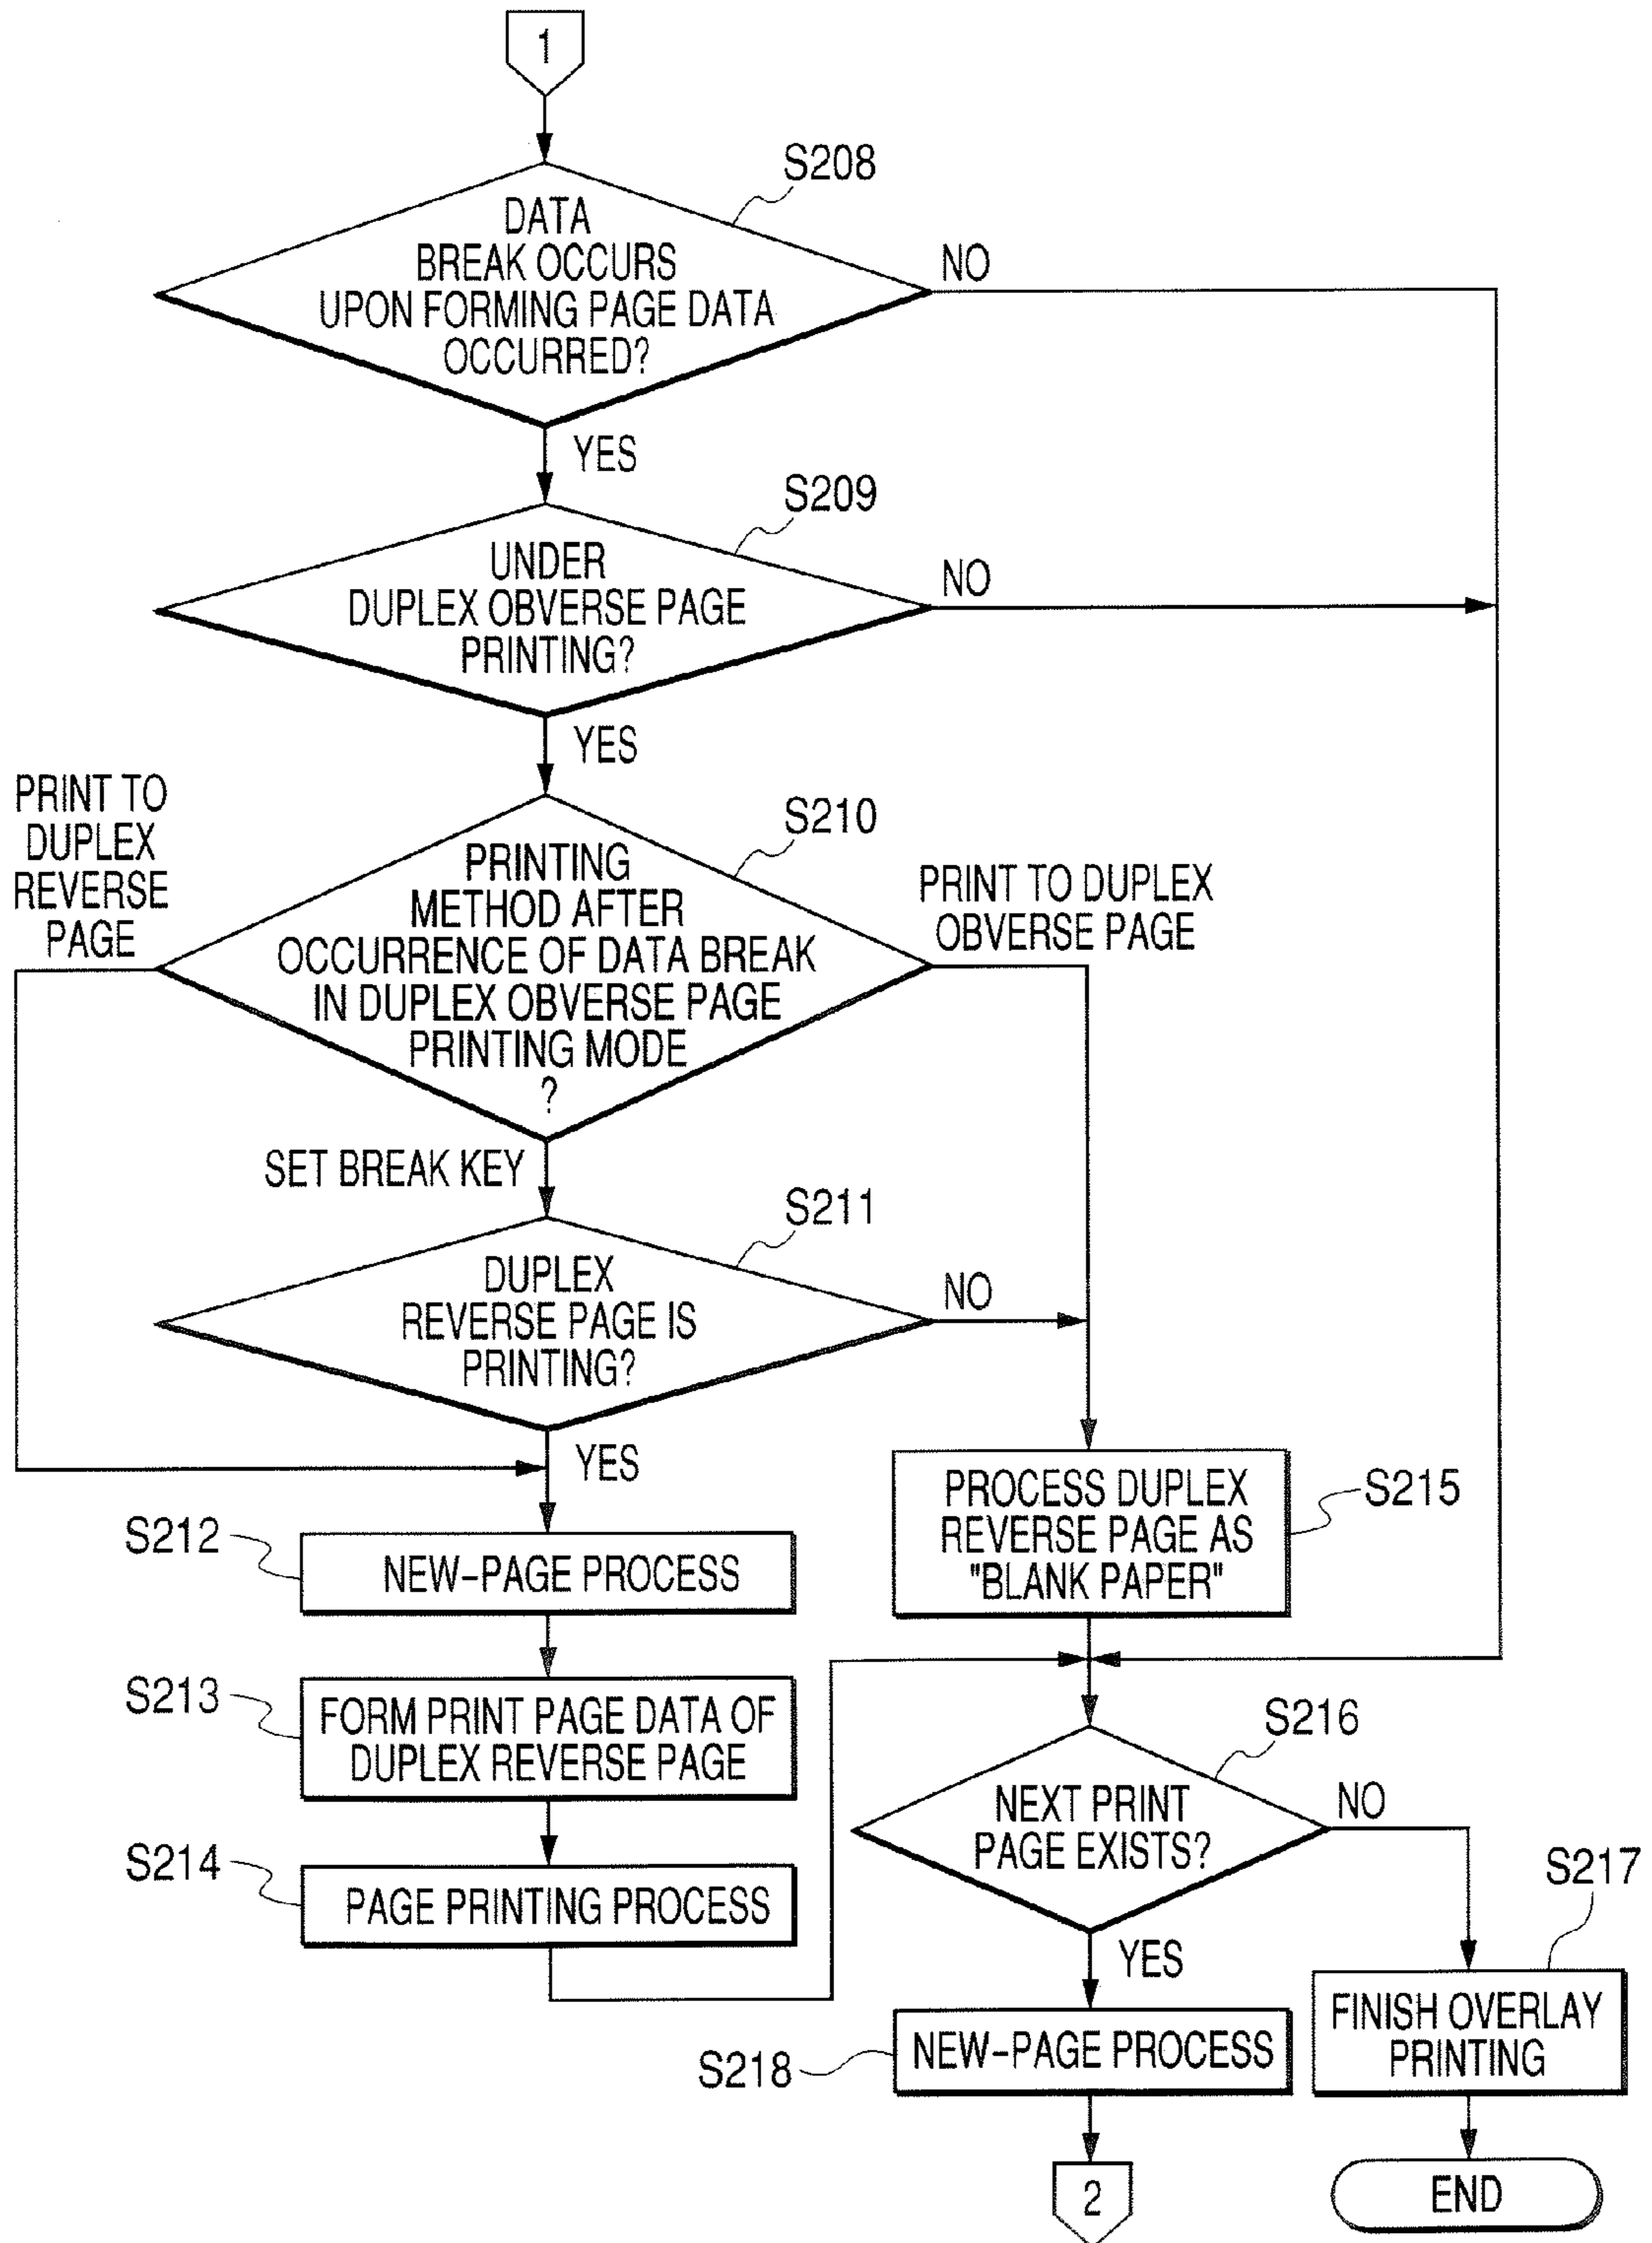 1
S208
DATA
BREAK OCCURS
UPON FORMING PAGE DATA
OCCURRED?
NO
YES
S209
UNDER
DUPLEX OBVERSE PAGE
PRINTING?
NO
YES
PRINT TO
DUPLEX
REVERSE
PAGE
S210
PRINTING
METHOD AFTER
OCCURRENCE OF DATA BREAK
IN DUPLEX OBVERSE PAGE
PRINTING MODE
?
PRINT TO DUPLEX
OBVERSE PAGE
SET BREAK KEY
S211
DUPLEX
REVERSE PAGE IS
PRINTING?
NO
YES
S212
NEW-PAGE PROCESS
PROCESS DUPLEX
REVERSE PAGE AS
"BLANK PAPER"
S215
S213
FORM PRINT PAGE DATA OF
DUPLEX REVERSE PAGE
S214
PAGE PRINTING PROCESS
S216
NEXT PRINT
PAGE EXISTS?
NO
YES
S217
FINISH OVERLAY
PRINTING
S218
NEW-PAGE PROCESS
2
END